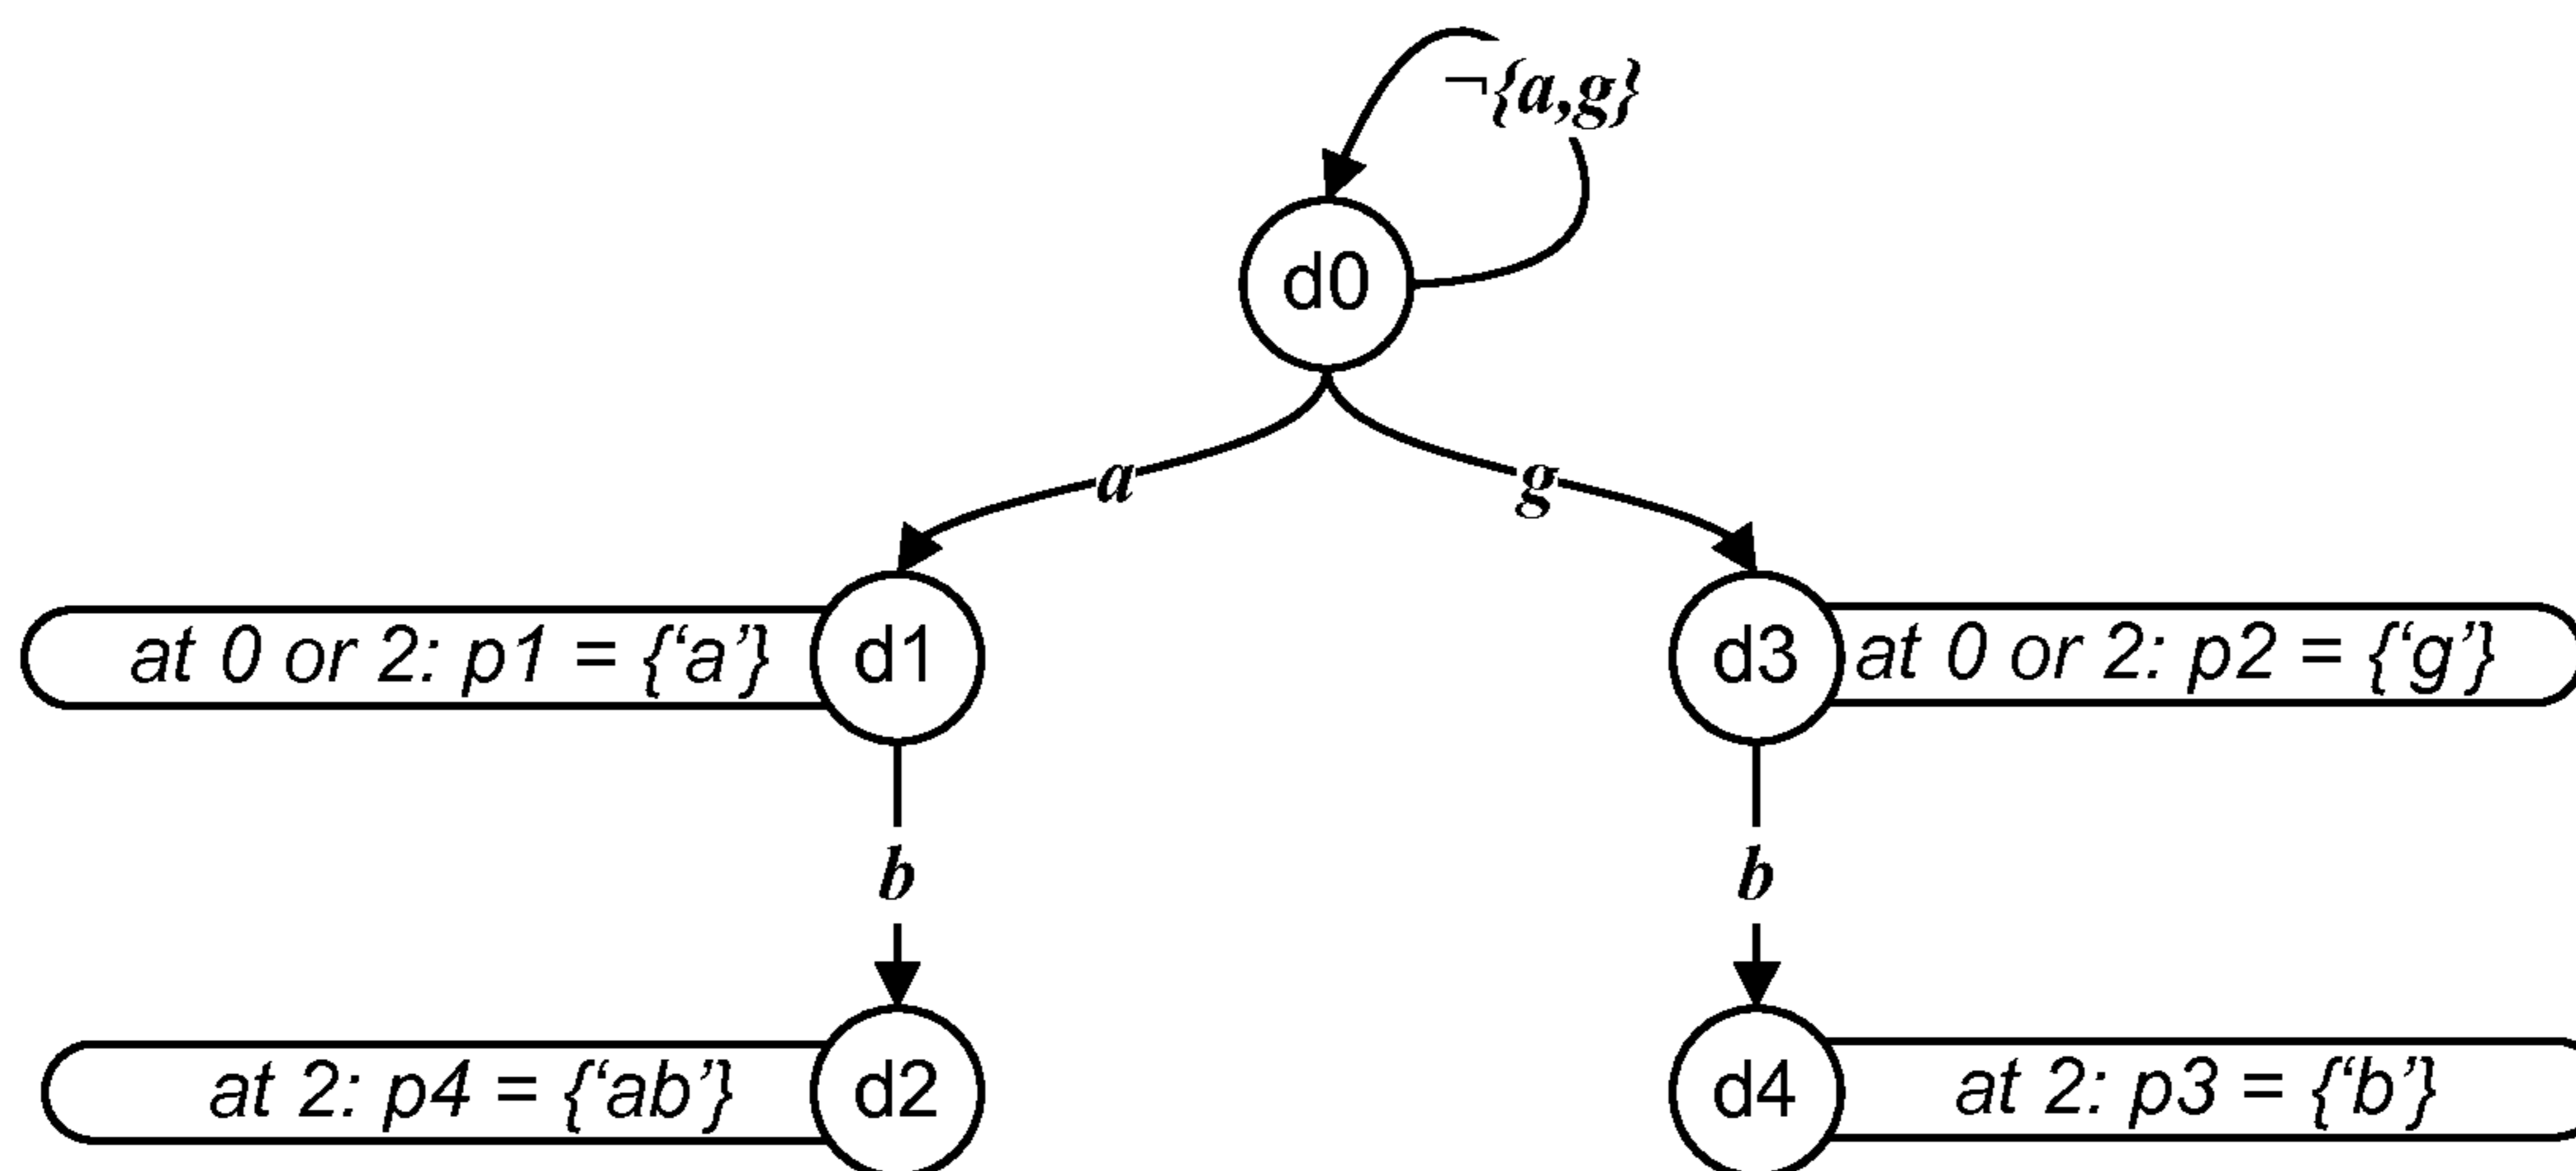 ¬{a,g}
d0
a
g
at 0 or 2: p1 = {‘a’}
d1
d3
at 0 or 2: p2 = {‘g’}
b
b
at 2: p4 = {‘ab’}
d2
d4
at 2: p3 = {‘b’}